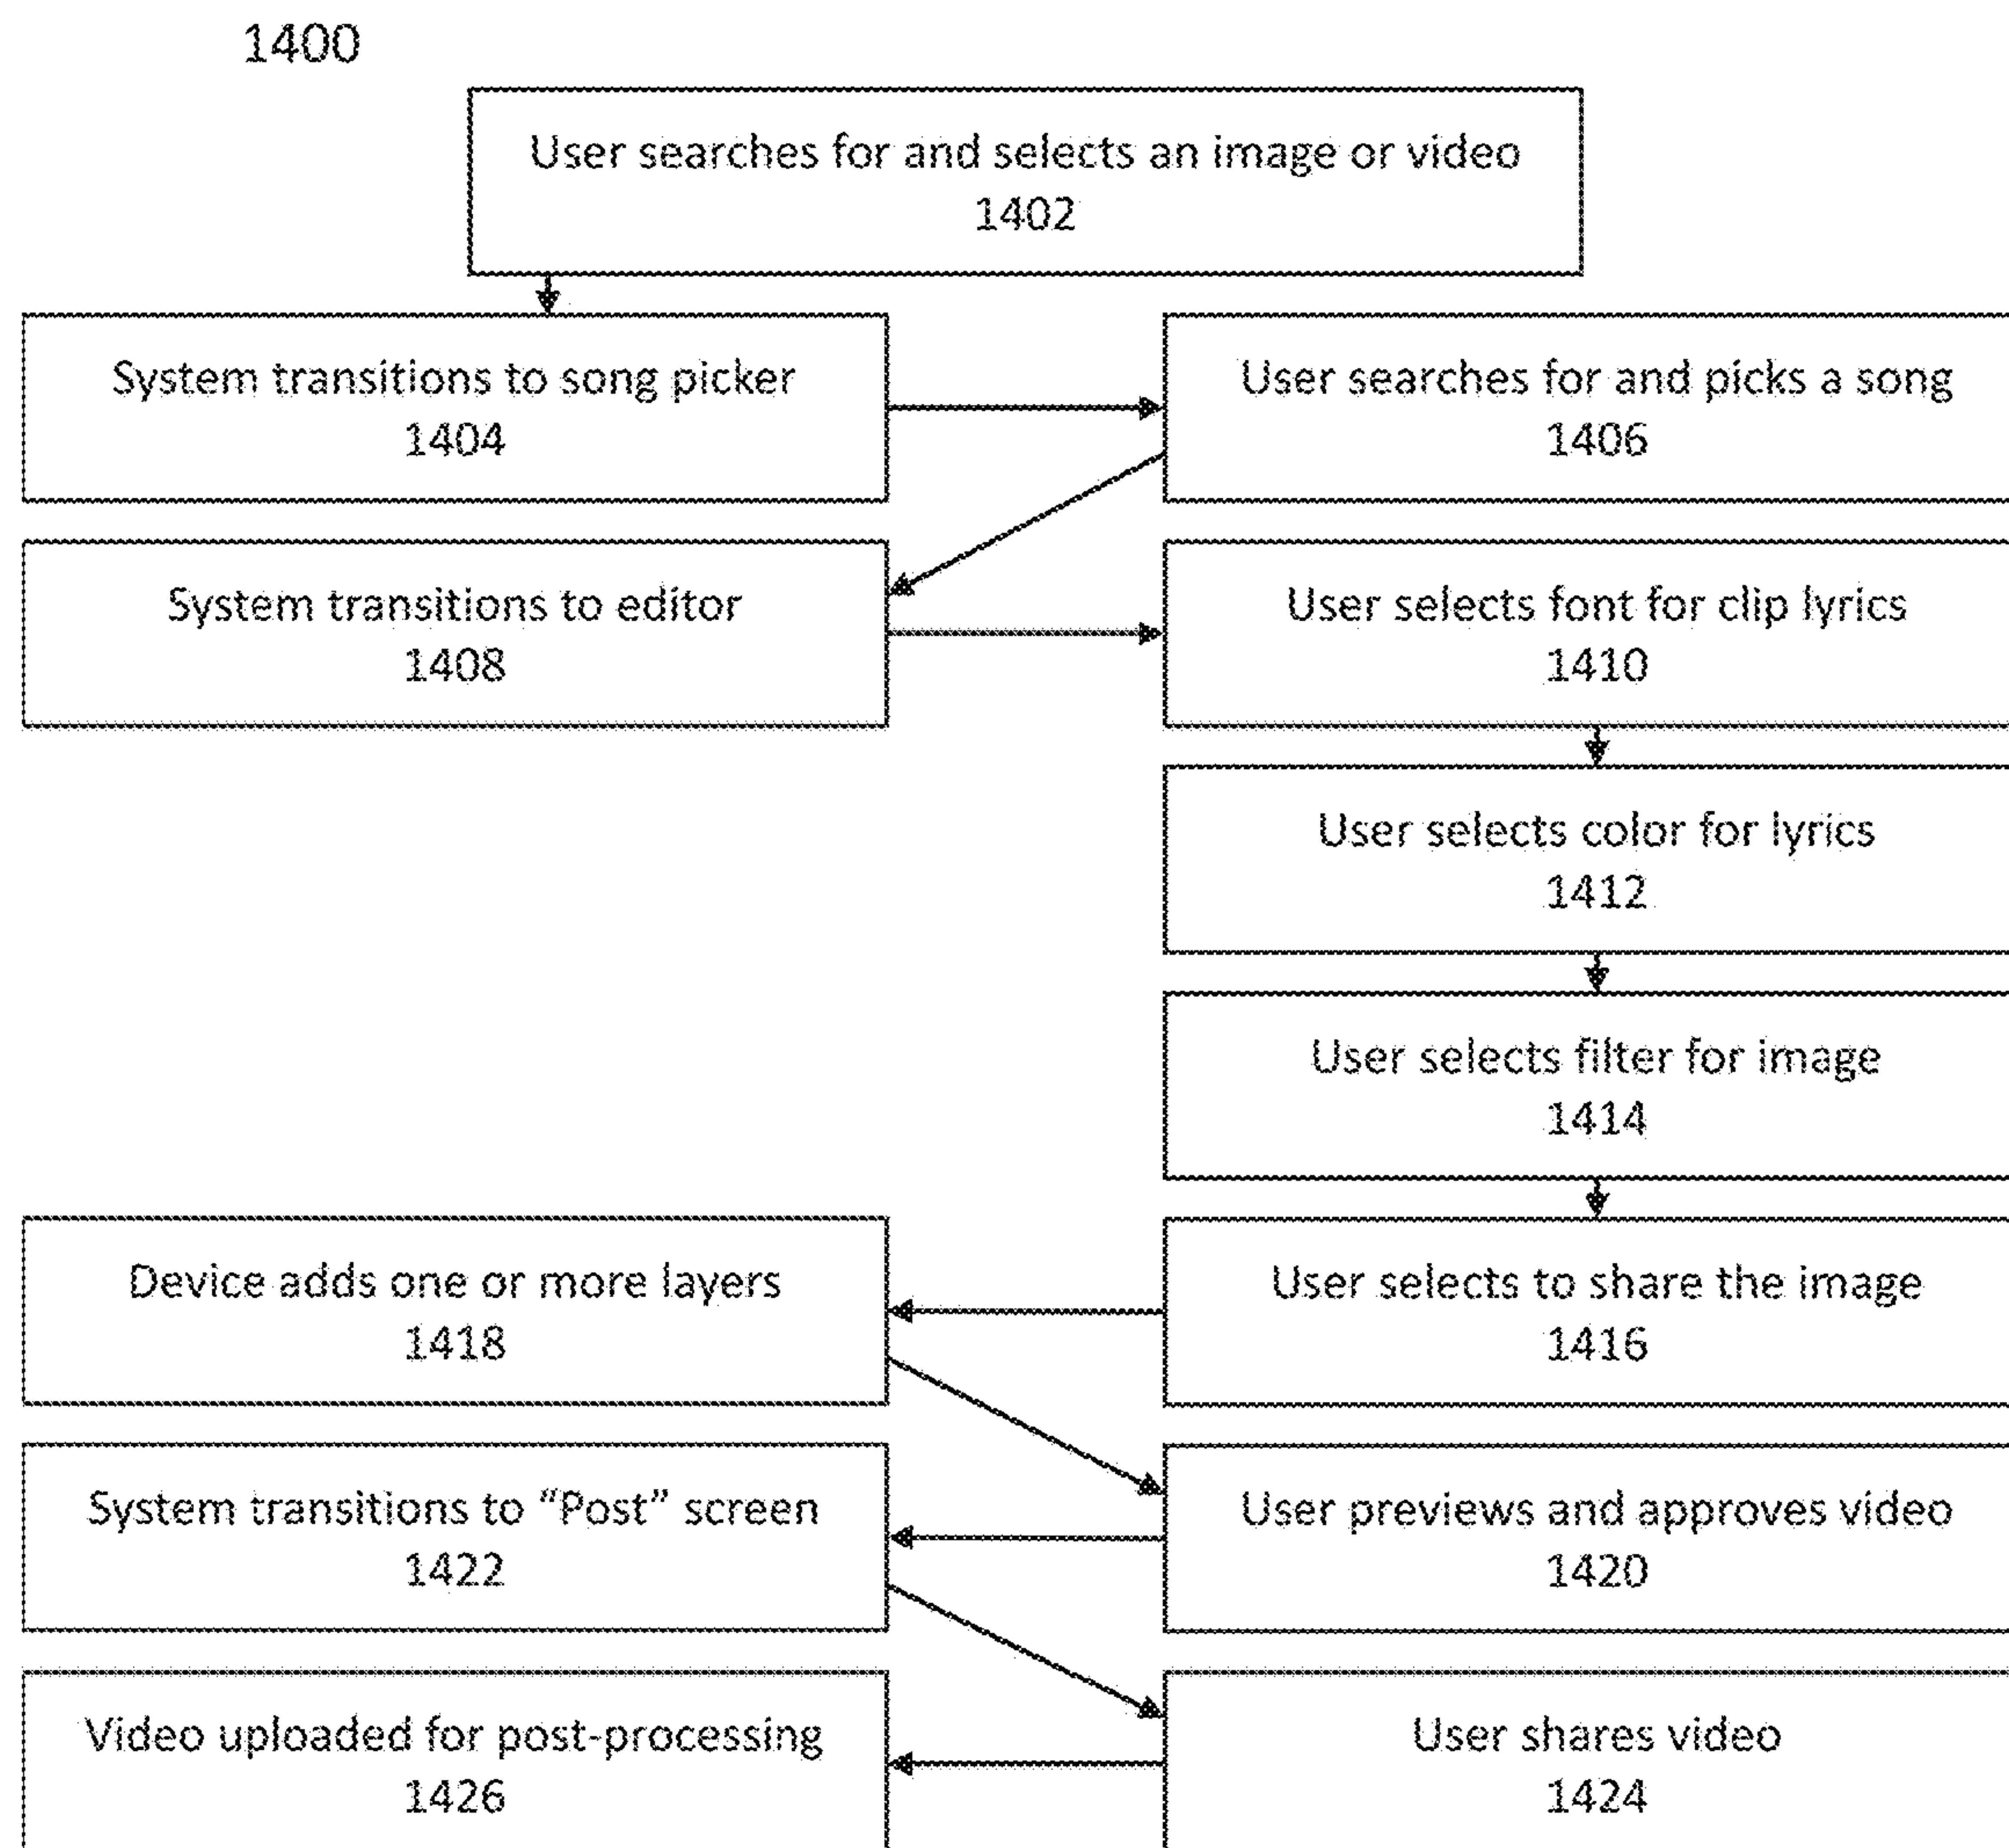 1400
User searches for and selects an image or video
1402
System transitions to song picker
1404
User searches for and picks a song
1406
System transitions to editor
1408
User selects font for clip lyrics
1410
User selects color for lyrics
1412
User selects filter for image
1414
User selects to share the image
1416
Device adds one or more layers
1418
User previews and approves video
1420
System transitions to “Post” screen
1422
User shares video
1424
Video uploaded for post-processing
1426